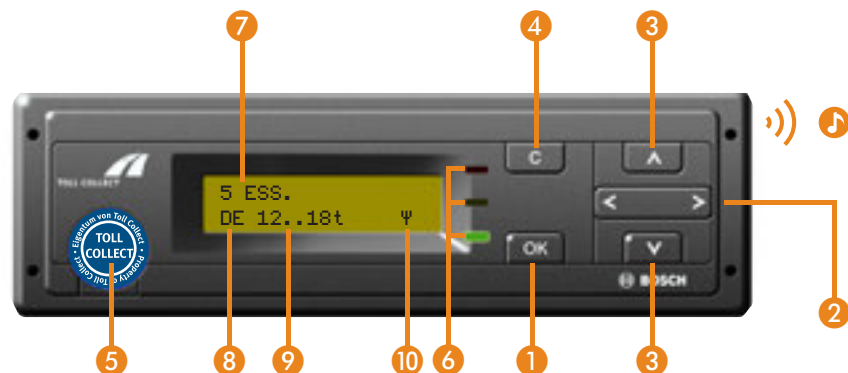 7
4
3
♪
C
∧
TOLL COLLECT
5 ESS.
DE 12..18t Ψ
< >
Eigentum von Toll Collect • Property of Toll Collect •
TOLL
COLLECT
OK
∨
BOSCH
2
5
8
9
10
6
1
3